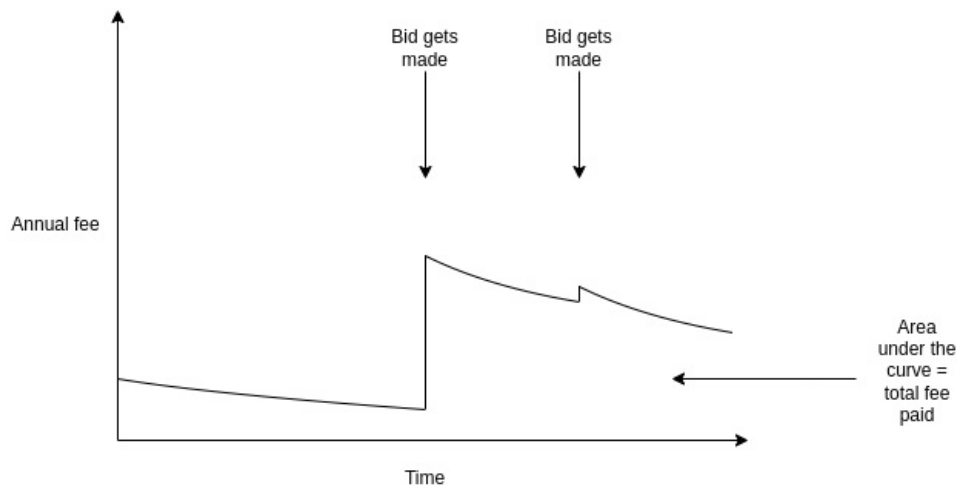 Bid gets
made
Bid gets
made
Annual fee
Area
under the
curve =
total fee
paid
Time